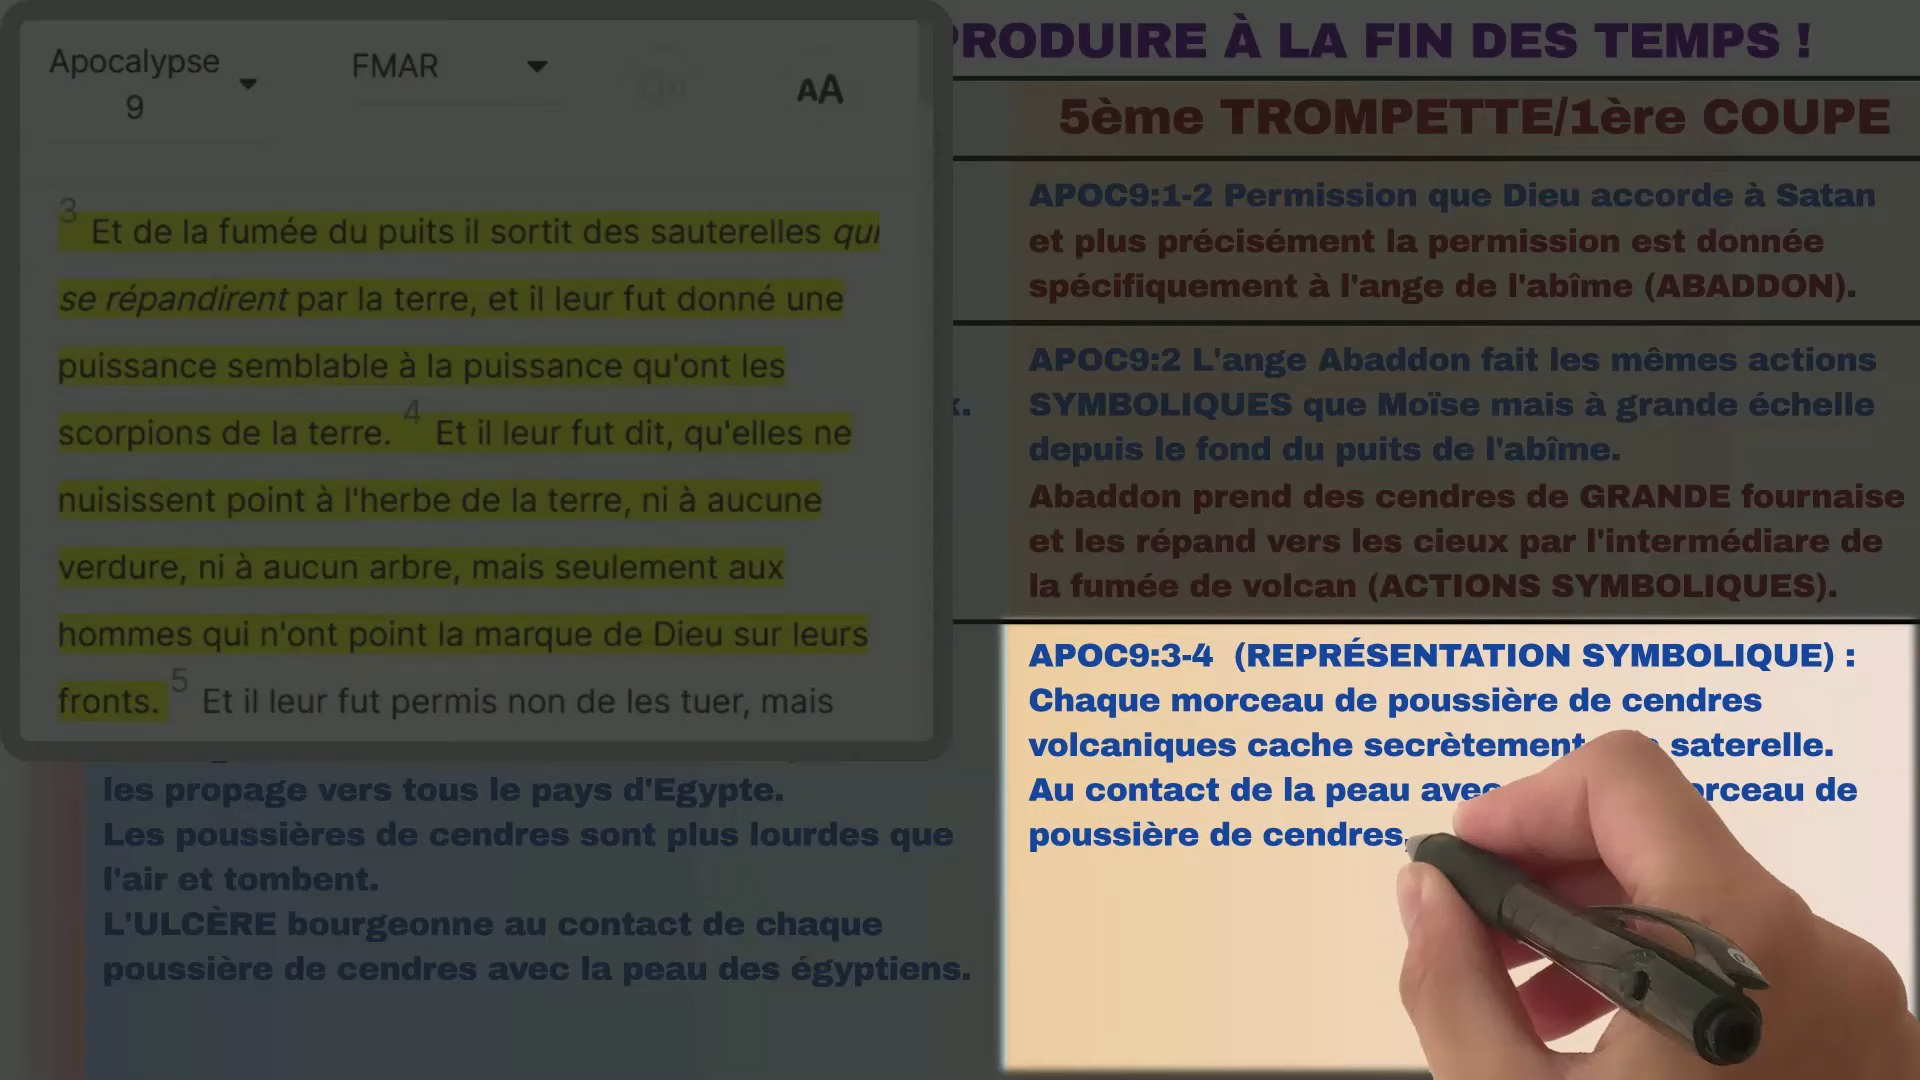 Apocalypse
9
FMAR
AA
3 Et de la fumée du puits il sortit des sauterelles qui
se répandirent par la terre, et il leur fut donné une
puissance semblable à la puissance qu'ont les
scorpions de la terre. 4 Et il leur fut dit, qu'elles ne
nuisissent point à l'herbe de la terre, ni à aucune
verdure, ni à aucun arbre, mais seulement aux
hommes qui n'ont point la marque de Dieu sur leurs
fronts. 5 Et il leur fut permis non de les tuer, mais
les propage vers tous le pays d'Egypte.
Les poussières de cendres sont plus lourdes que
l'air et tombent.
L'ULCÈRE bourgeonne au contact de chaque
poussière de cendres avec la peau des égyptiens.
PRODUIRE À LA FIN DES TEMPS !
5ème TROMPETTE/1ère COUPE
APOC9:1-2 Permission que Dieu accorde à Satan
et plus précisément la permission est donnée
spécifiquement à l'ange de l'abîme (ABADDON).
APOC9:2 L'ange Abaddon fait les mêmes actions
SYMBOLIQUES que Moïse mais à grande échelle
depuis le fond du puits de l'abîme.
Abaddon prend des cendres de GRANDE fournaise
et les répand vers les cieux par l'intermédiare de
la fumée de volcan (ACTIONS SYMBOLIQUES).
APOC9:3-4 (REPRÉSENTATION SYMBOLIQUE) :
Chaque morceau de poussière de cendres
volcaniques cache secrètement saterelle.
Au contact de la peau avec morceau de
poussière de cendres,